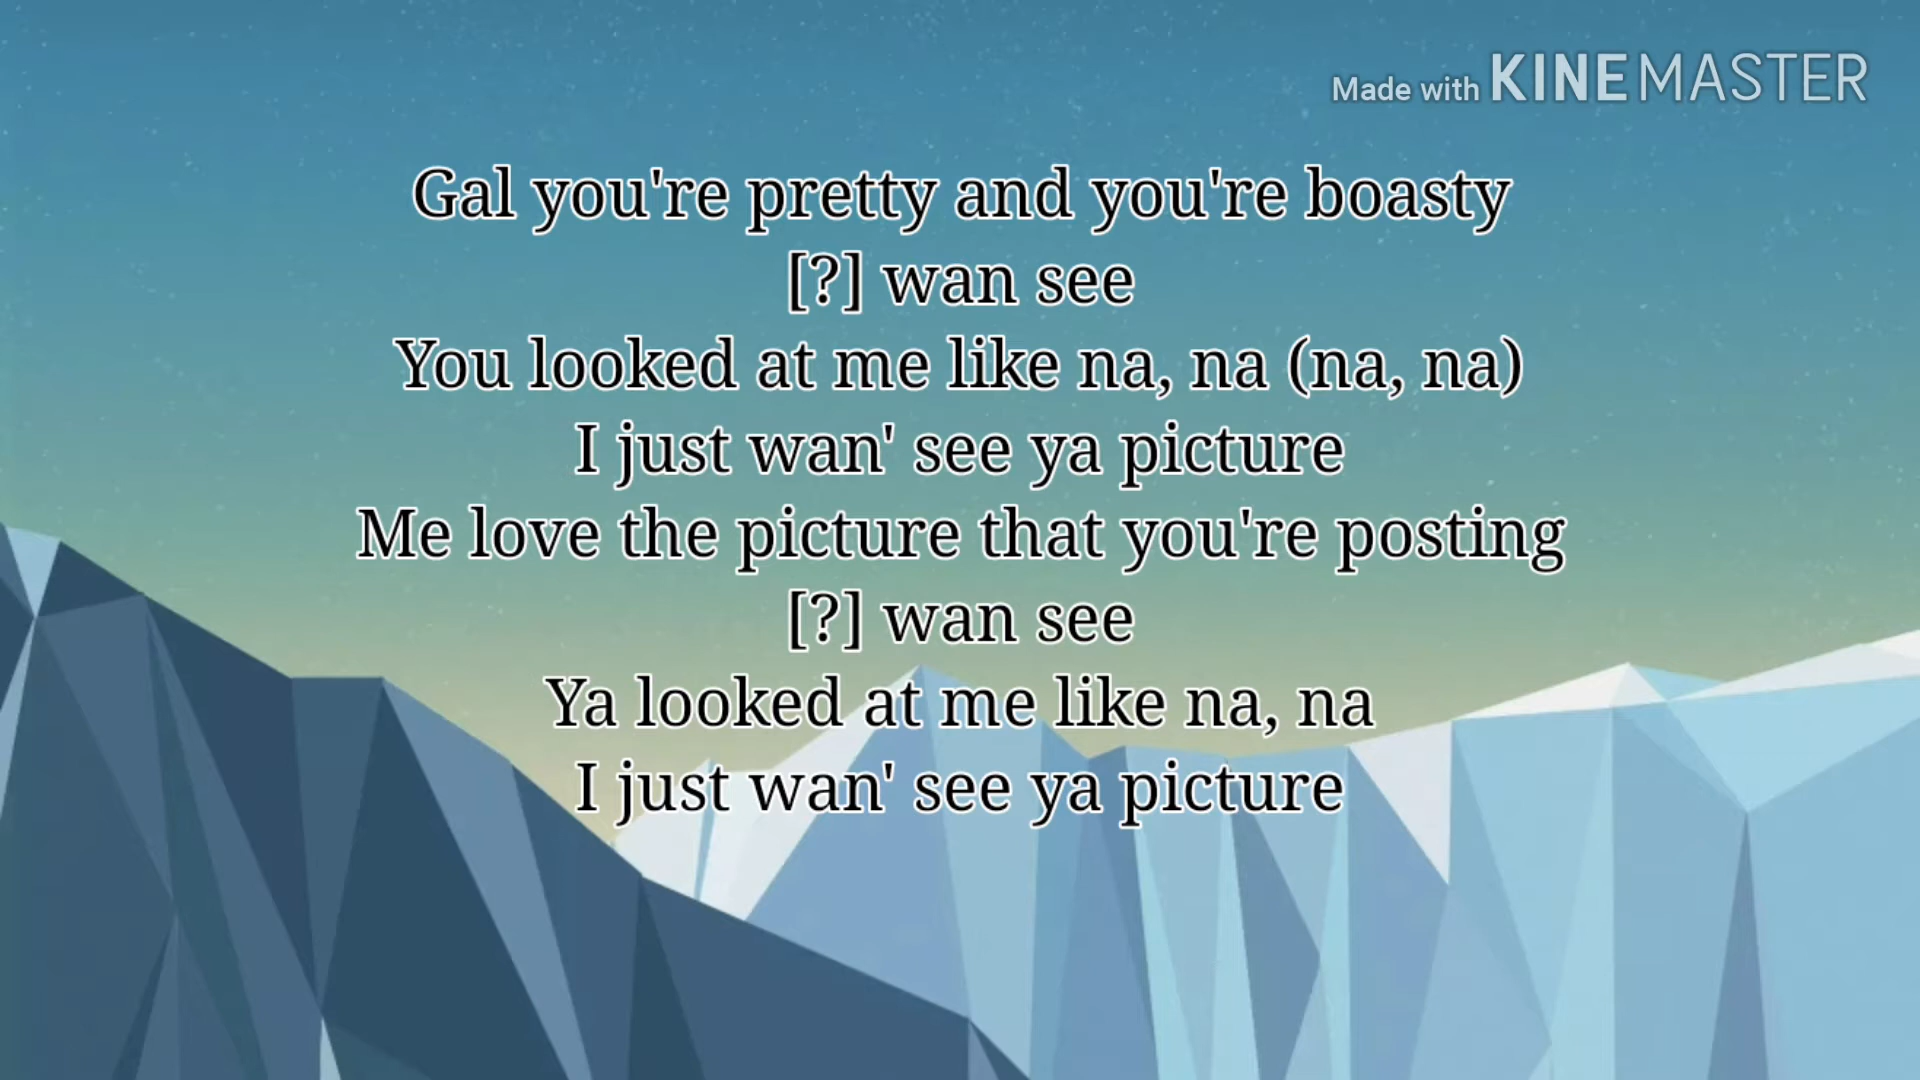 Made with KINEMASTER
Gal you're pretty and you're boasty
[?] wan see
You looked at me like na, na (na, na)
I just wan' see ya picture
Me love the picture that you're posting
[?] wan see
Ya looked at me like na, na
I just wan' see ya picture